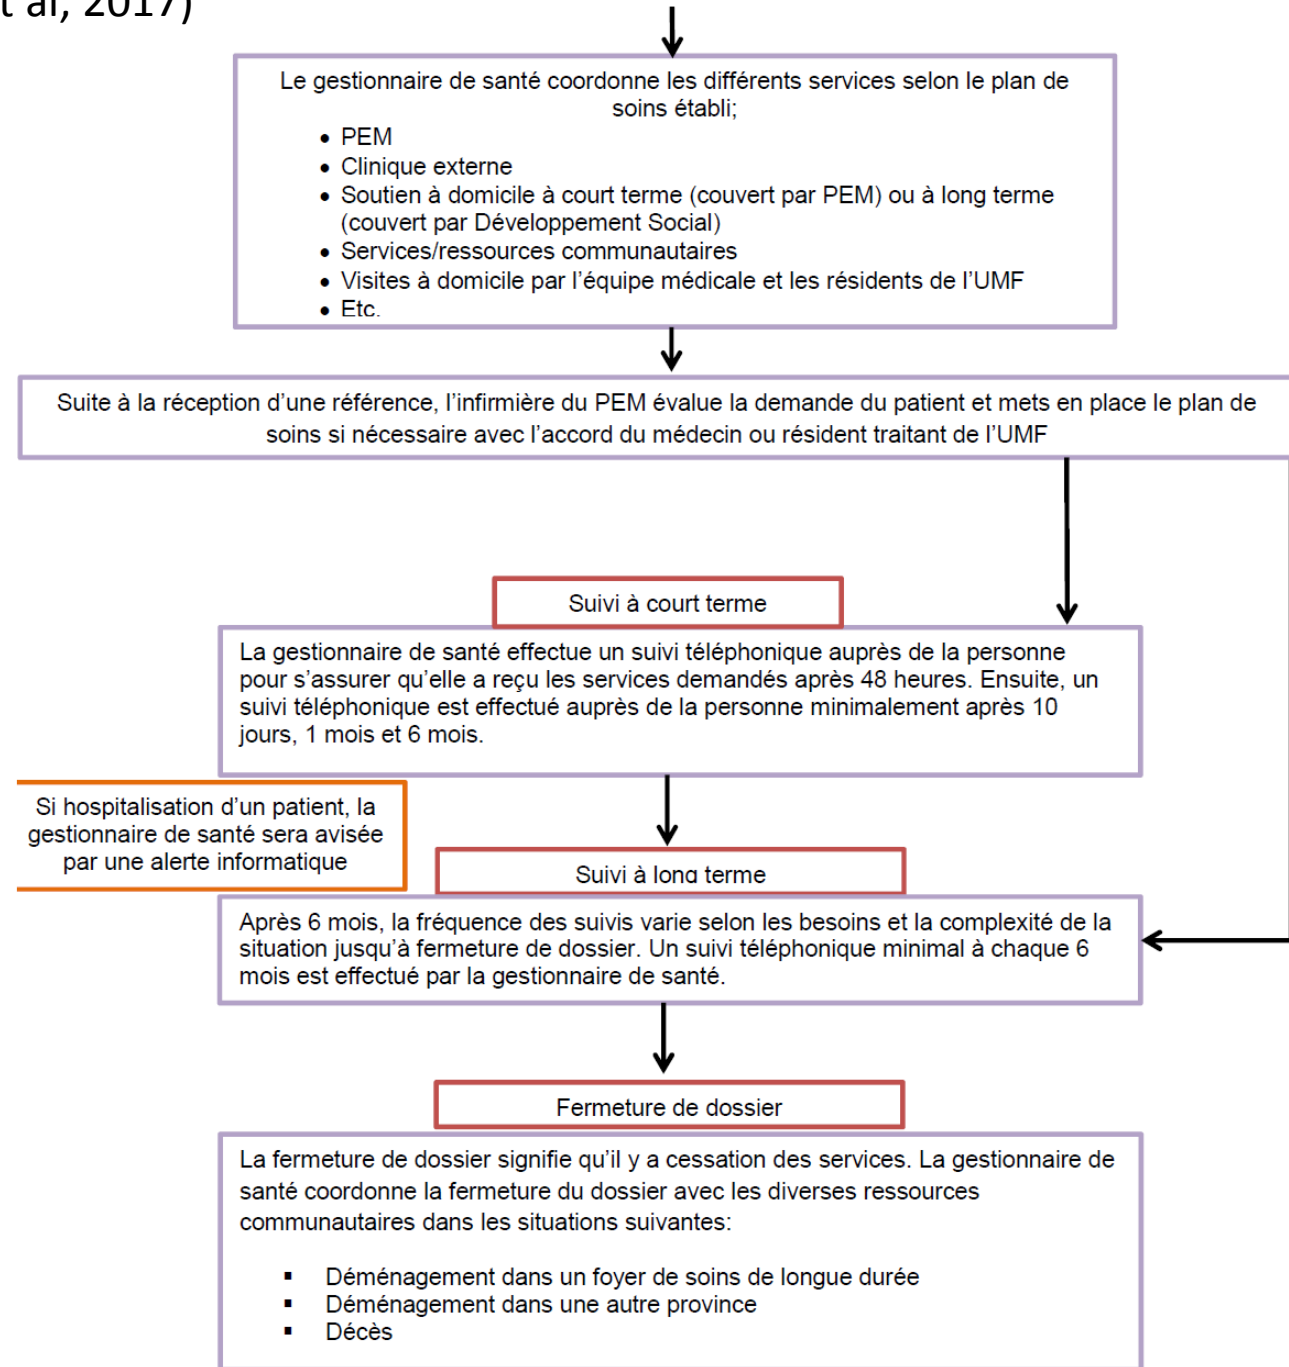 t al, 2017)
Le gestionnaire de santé coordonne les différents services selon le plan de
soins établi;
• PEM
• Clinique externe
• Soutien à domicile à court terme (couvert par PEM) ou à long terme
(couvert par Développement Social)
• Services/ressources communautaires
• Visites à domicile par l’équipe médicale et les résidents de l’UMF
• Etc.
Suite à la réception d’une référence, l’infirmière du PEM évalue la demande du patient et mets en place le plan de
soins si nécessaire avec l’accord du médecin ou résident traitant de l’UMF
Suivi à court terme
La gestionnaire de santé effectue un suivi téléphonique auprès de la personne
pour s’assurer qu’elle a reçu les services demandés après 48 heures. Ensuite, un
suivi téléphonique est effectué auprès de la personne minimalement après 10
jours, 1 mois et 6 mois.
Si hospitalisation d’un patient, la
gestionnaire de santé sera avisée
par une alerte informatique
Suivi à long terme
Après 6 mois, la fréquence des suivis varie selon les besoins et la complexité de la
situation jusqu’à fermeture de dossier. Un suivi téléphonique minimal à chaque 6
mois est effectué par la gestionnaire de santé.
Fermeture de dossier
La fermeture de dossier signifie qu’il y a cessation des services. La gestionnaire de
santé coordonne la fermeture du dossier avec les diverses ressources
communautaires dans les situations suivantes:
▪ Déménagement dans un foyer de soins de longue durée
▪ Déménagement dans une autre province
▪ Décès